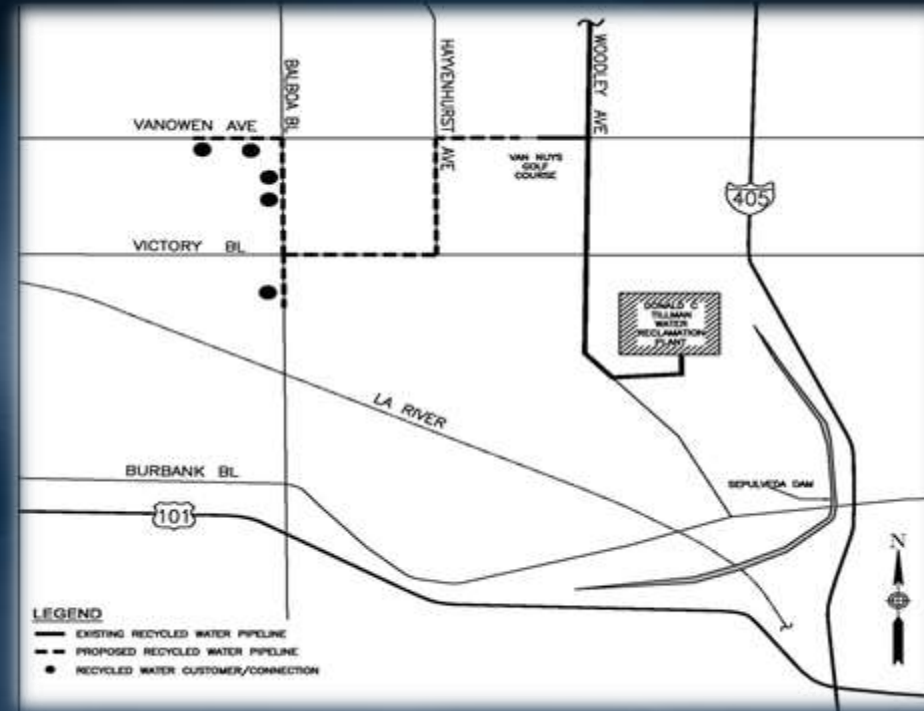 BALBOA BL
HAYVENHURST AVE
WOODLEY AVE
VANOWEN AVE
VAN NUYS
GOLF
COURSE
405
VICTORY BL
DONALD C
TILLMAN
WATER
RECLAMATION
PLANT
LA RIVER
BURBANK BL
SEPULVEDA DAM
101
N
LEGEND
EXISTING RECYCLED WATER PIPELINE
PROPOSED RECYCLED WATER PIPELINE
RECYCLED WATER CUSTOMER/CONNECTION